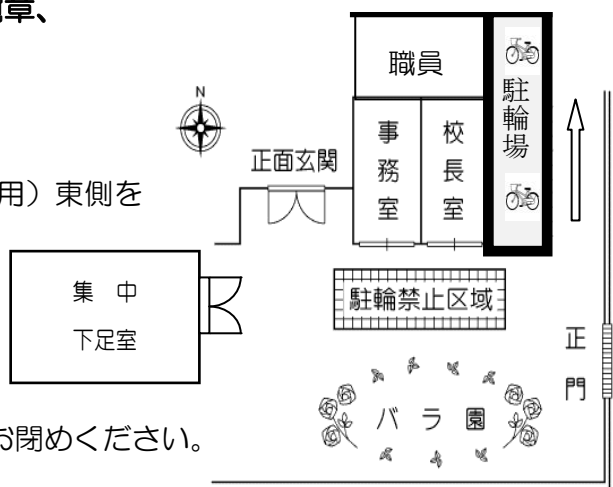 章、
職員
駐輪場
N
事務室
校長室
正面玄関
用）東側を
集中
下足室
駐輪禁止区域
正門
バラ園
お閉めください。